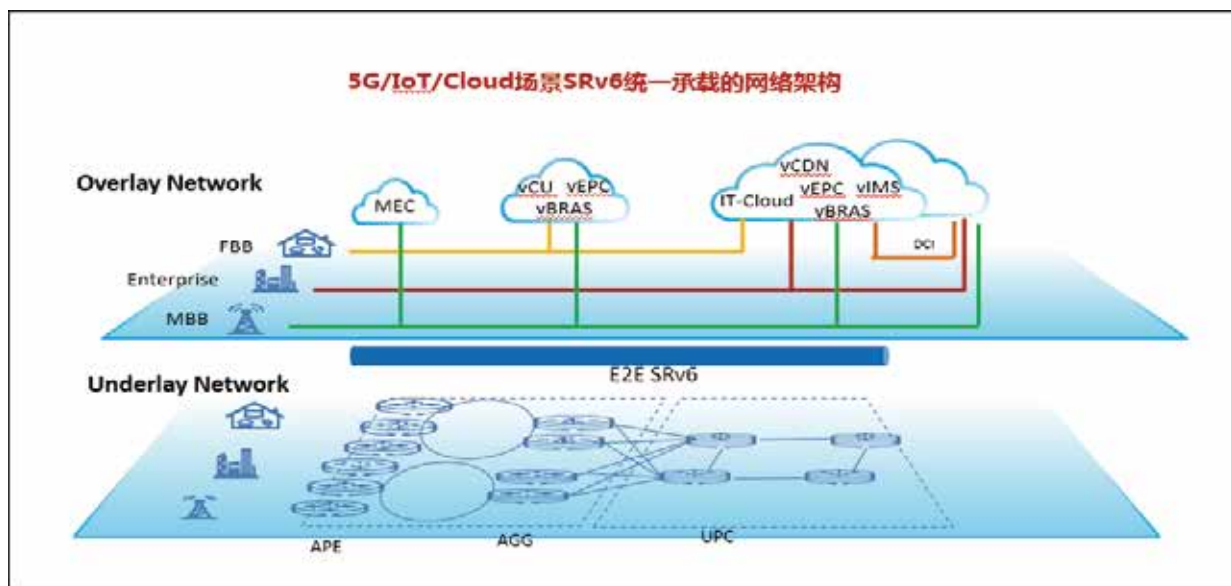 5G/IoT/Cloud场景SRv6统一承载的网络架构
Overlay Network
MEC
vCU vEPC
vBRAS
vCDN
IT-Cloud vEPC vIMS
vBRAS
DCI
FBB
Enterprise
MBB
E2E SRv6
Underlay Network
APE
AGG
UPC